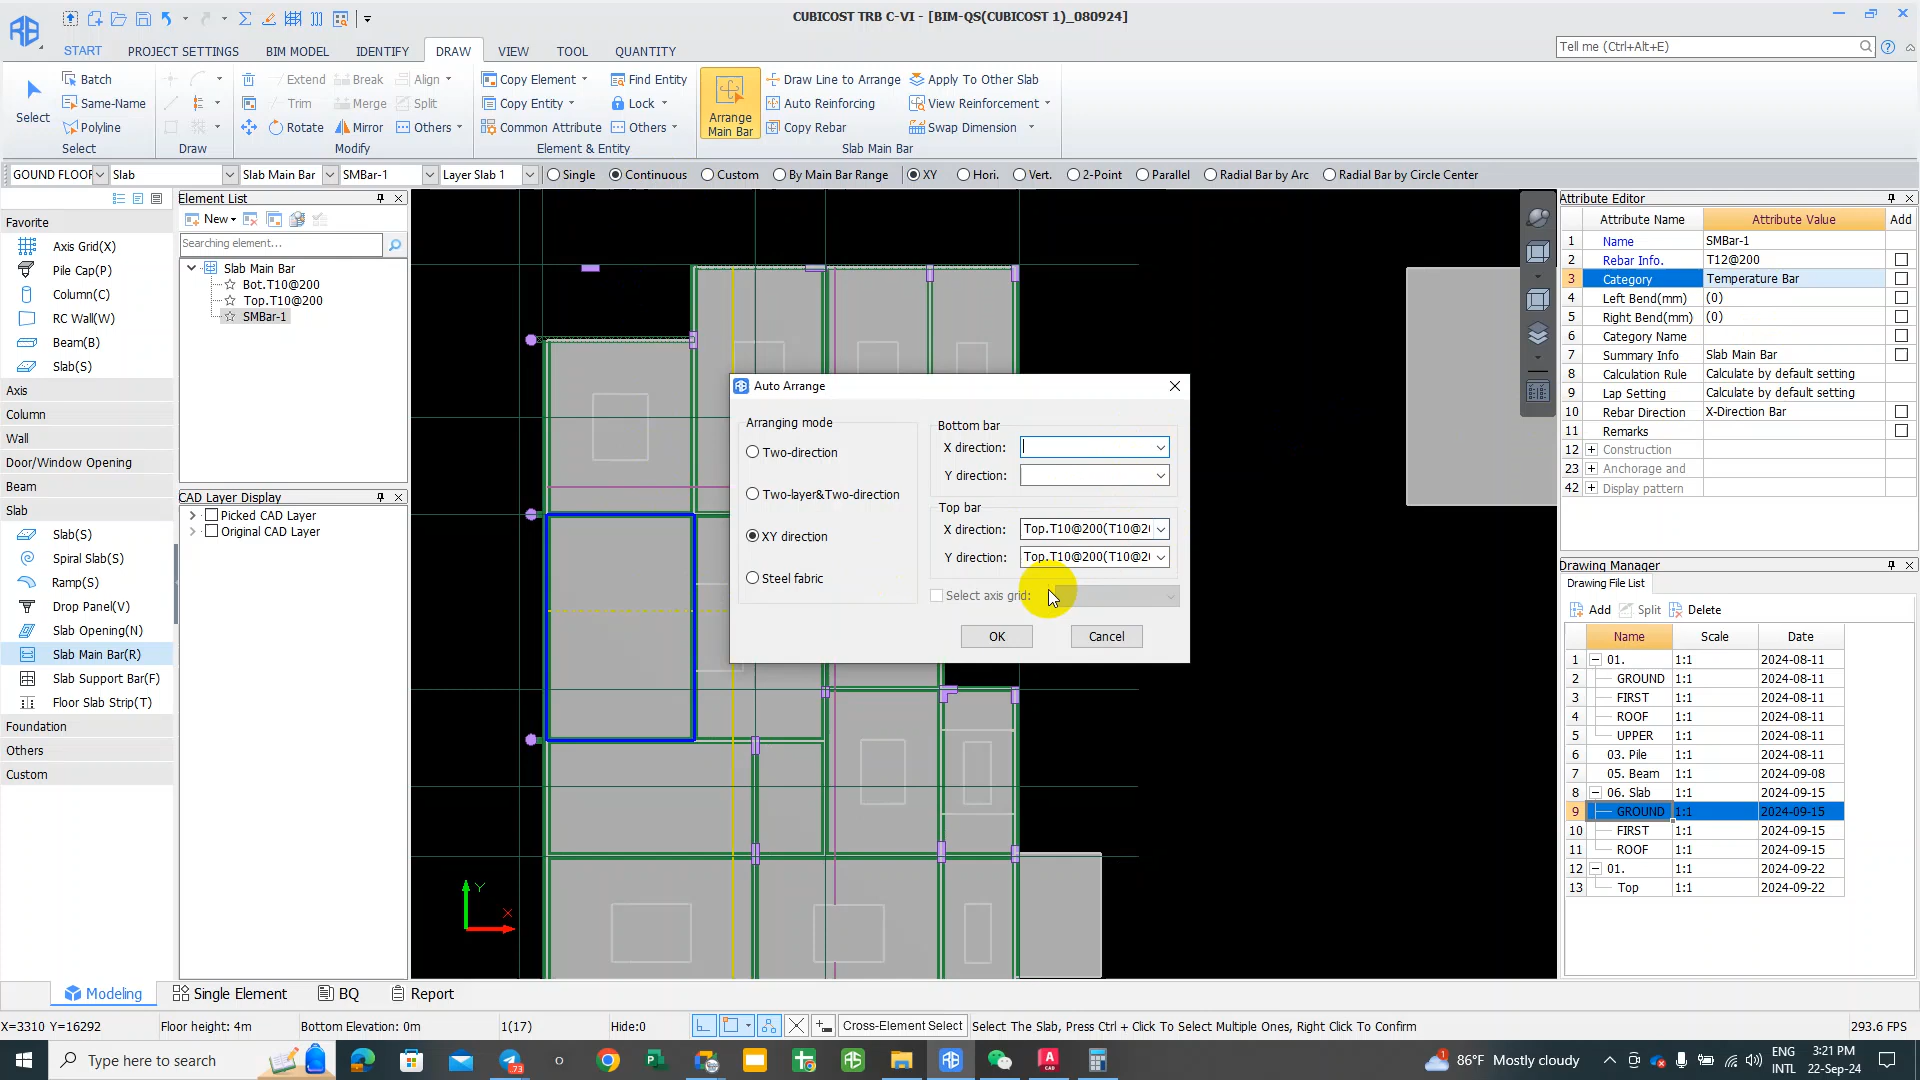 CUBICOST TRB C-VI - [BIM-QS(CUBICOST 1)_080924]
START PROJECT SETTINGS BIM MODEL IDENTIFY DRAW VIEW TOOL QUANTITY
Tell me (Ctrl+Alt+E)
Select
Batch
Same-Name
Polyline
Select
Draw
Extend Break Align
Trim Merge Split
Rotate Mirror Others
Modify
Copy Element Find Entity
Copy Entity Lock
Common Attribute Others
Element & Entity
Arrange
Main Bar
Draw Line to Arrange Apply To Other Slab
Auto Reinforcing View Reinforcement
Copy Rebar Swap Dimension
Slab Main Bar
GOUND FLOOR Slab Slab Main Bar SMBar-1 Layer Slab 1 Single Continuous Custom By Main Bar Range XY Hori. Vert. 2-Point Parallel Radial Bar by Arc Radial Bar by Circle Center
Favorite
Axis Grid(X)
Pile Cap(P)
Column(C)
RC Wall(W)
Beam(B)
Slab(S)
Axis
Column
Wall
Door/Window Opening
Beam
Slab
Slab(S)
Spiral Slab(S)
Ramp(S)
Drop Panel(V)
Slab Opening(N)
Slab Main Bar(R)
Slab Support Bar(F)
Floor Slab Strip(T)
Foundation
Others
Custom
Element List
New
Searching element...
Slab Main Bar
Bot.T10@200
Top.T10@200
SMBar-1
CAD Layer Display
Picked CAD Layer
Original CAD Layer
Auto Arrange
Arranging mode
Two-direction
Two-layer&Two-direction
XY direction
Steel fabric
Bottom bar
X direction:
Y direction:
Top bar
X direction: Top.T10@200(T10@2
Y direction: Top.T10@200(T10@2
Select axis grid:
OK Cancel
Y
X
Attribute Editor
Attribute Name Attribute Value Add
1 Name SMBar-1
2 Rebar Info. T12@200
3 Category Temperature Bar
4 Left Bend(mm) (0)
5 Right Bend(mm) (0)
6 Category Name
7 Summary Info Slab Main Bar
8 Calculation Rule Calculate by default setting
9 Lap Setting Calculate by default setting
10 Rebar Direction X-Direction Bar
11 Remarks
12 Construction
23 Anchorage and
42 Display pattern
Drawing Manager
Drawing File List
Add Split Delete
Name Scale Date
1 01. 1:1 2024-08-11
2 GROUND 1:1 2024-08-11
3 FIRST 1:1 2024-08-11
4 ROOF 1:1 2024-08-11
5 UPPER 1:1 2024-08-11
6 03. Pile 1:1 2024-08-11
7 05. Beam 1:1 2024-09-08
8 06. Slab 1:1 2024-09-15
9 GROUND 1:1 2024-09-15
10 FIRST 1:1 2024-09-15
11 ROOF 1:1 2024-09-15
12 01. 1:1 2024-09-22
13 Top 1:1 2024-09-22
Modeling Single Element BQ Report
X=3310 Y=16292 Floor height: 4m Bottom Elevation: 0m 1(17) Hide:0 Cross-Element Select Select The Slab, Press Ctrl + Click To Select Multiple Ones, Right Click To Confirm 293.6 FPS
Type here to search
73
86°F Mostly cloudy
ENG
INTL
3:21 PM
22-Sep-24